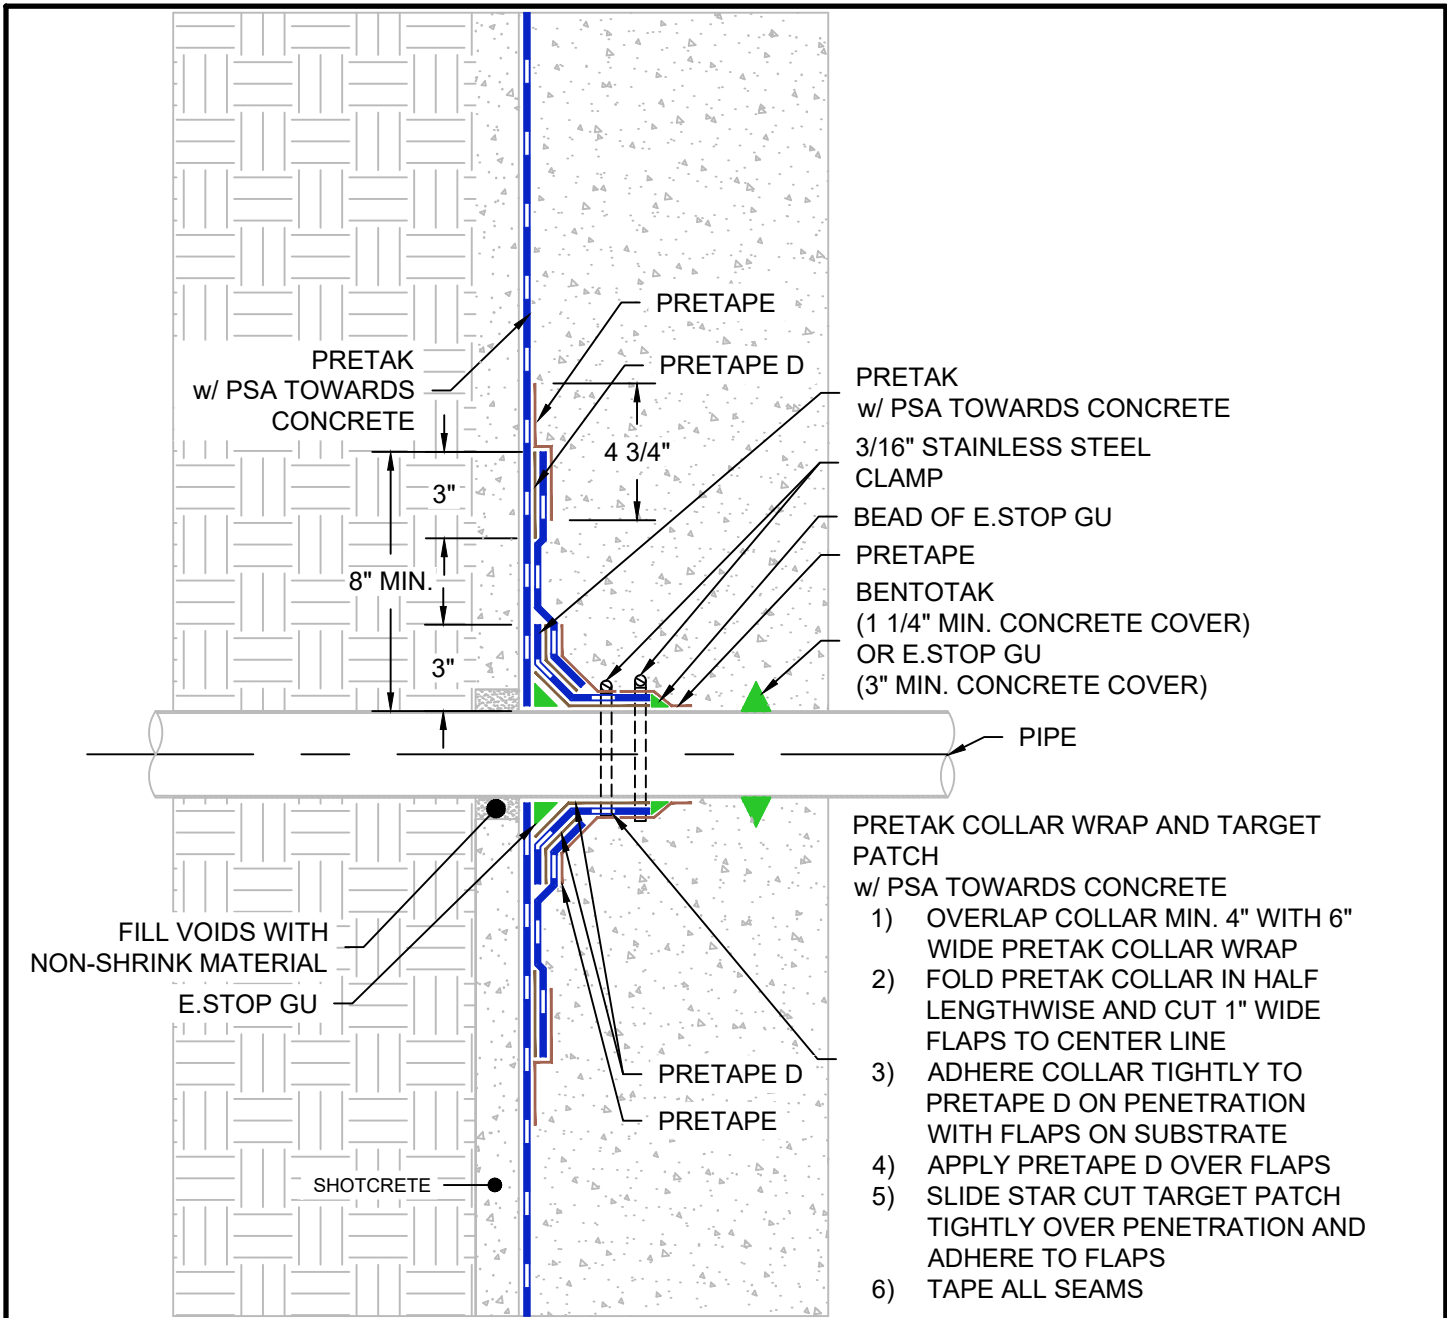 PRETAPE
PRETAPE D
PRETAK
w/ PSA TOWARDS
CONCRETE
4 3/4"
3"
8" MIN.
3"
PRETAK
w/ PSA TOWARDS CONCRETE
3/16" STAINLESS STEEL
CLAMP
BEAD OF E.STOP GU
PRETAPE
BENTOTAK
(1 1/4" MIN. CONCRETE COVER)
OR E.STOP GU
(3" MIN. CONCRETE COVER)
PIPE
FILL VOIDS WITH
NON-SHRINK MATERIAL
E.STOP GU
PRETAPE D
PRETAPE
SHOTCRETE
PRETAK COLLAR WRAP AND TARGET
PATCH
w/ PSA TOWARDS CONCRETE
1) OVERLAP COLLAR MIN. 4" WITH 6"
WIDE PRETAK COLLAR WRAP
2) FOLD PRETAK COLLAR IN HALF
LENGTHWISE AND CUT 1" WIDE
FLAPS TO CENTER LINE
3) ADHERE COLLAR TIGHTLY TO
PRETAPE D ON PENETRATION
WITH FLAPS ON SUBSTRATE
4) APPLY PRETAPE D OVER FLAPS
5) SLIDE STAR CUT TARGET PATCH
TIGHTLY OVER PENETRATION AND
ADHERE TO FLAPS
6) TAPE ALL SEAMS